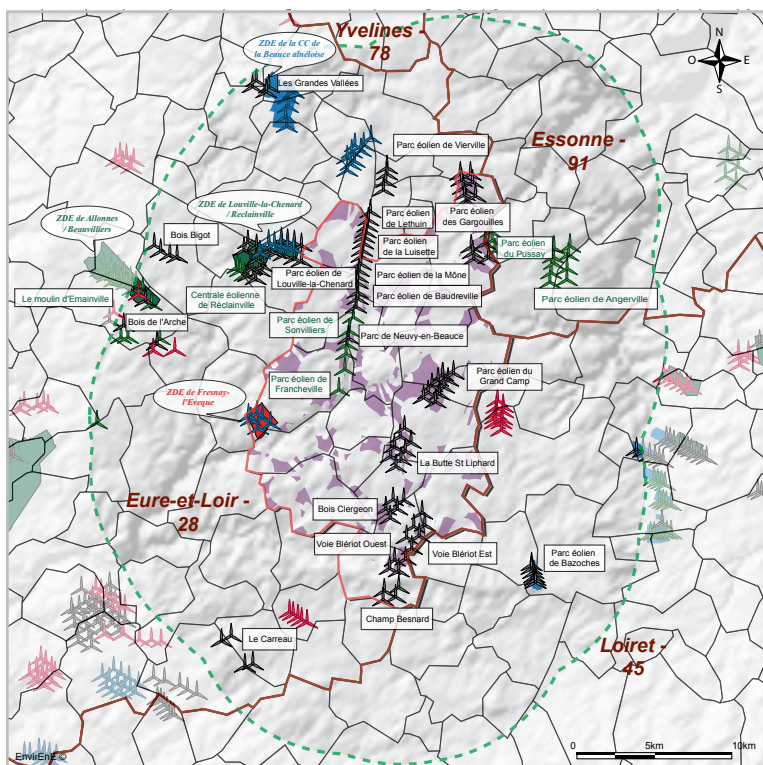 Yvelines -
78
ZDE de la CC de
la Beauce alnéloise
N
O
E
S
Les Grandes Vallées
Parc éolien de Vierville
Essonne -
91
ZDE de Louville-la-Chenard
/ Reclainville
ZDE de Allonnes
/Beauvilliers
Bois Bigot
Parc éolien
de Léthuin
Parc éolien
des Gargouilles
Parc éolien
de la Luisette
Parc éolien
du Pussay
Parc éolien de
Louville-la-Chenard
Parc éolien de la Mône
Centrale éolienne
de Réclainville
Parc éolien de Baudreville
Parc éolien de Angerville
Le moulin d'Emainville
Bois de l'Arche
Parc éolien de
Sonvilliers
Parc de Neuvy-en-Beauce
Parc éolien de
Francheville
Parc éolien du
Grand Camp
ZDE de Fresnay-
l'Eveque
La Butte St Liphard
Eure-et-Loir -
28
Bois Clergeon
Voie Blériot Ouest
Voie Blériot Est
Parc éolien
de Bazoches
Champ Besnard
Le Carreau
Loiret -
45
EnvirEnE ©
0
5km
10km